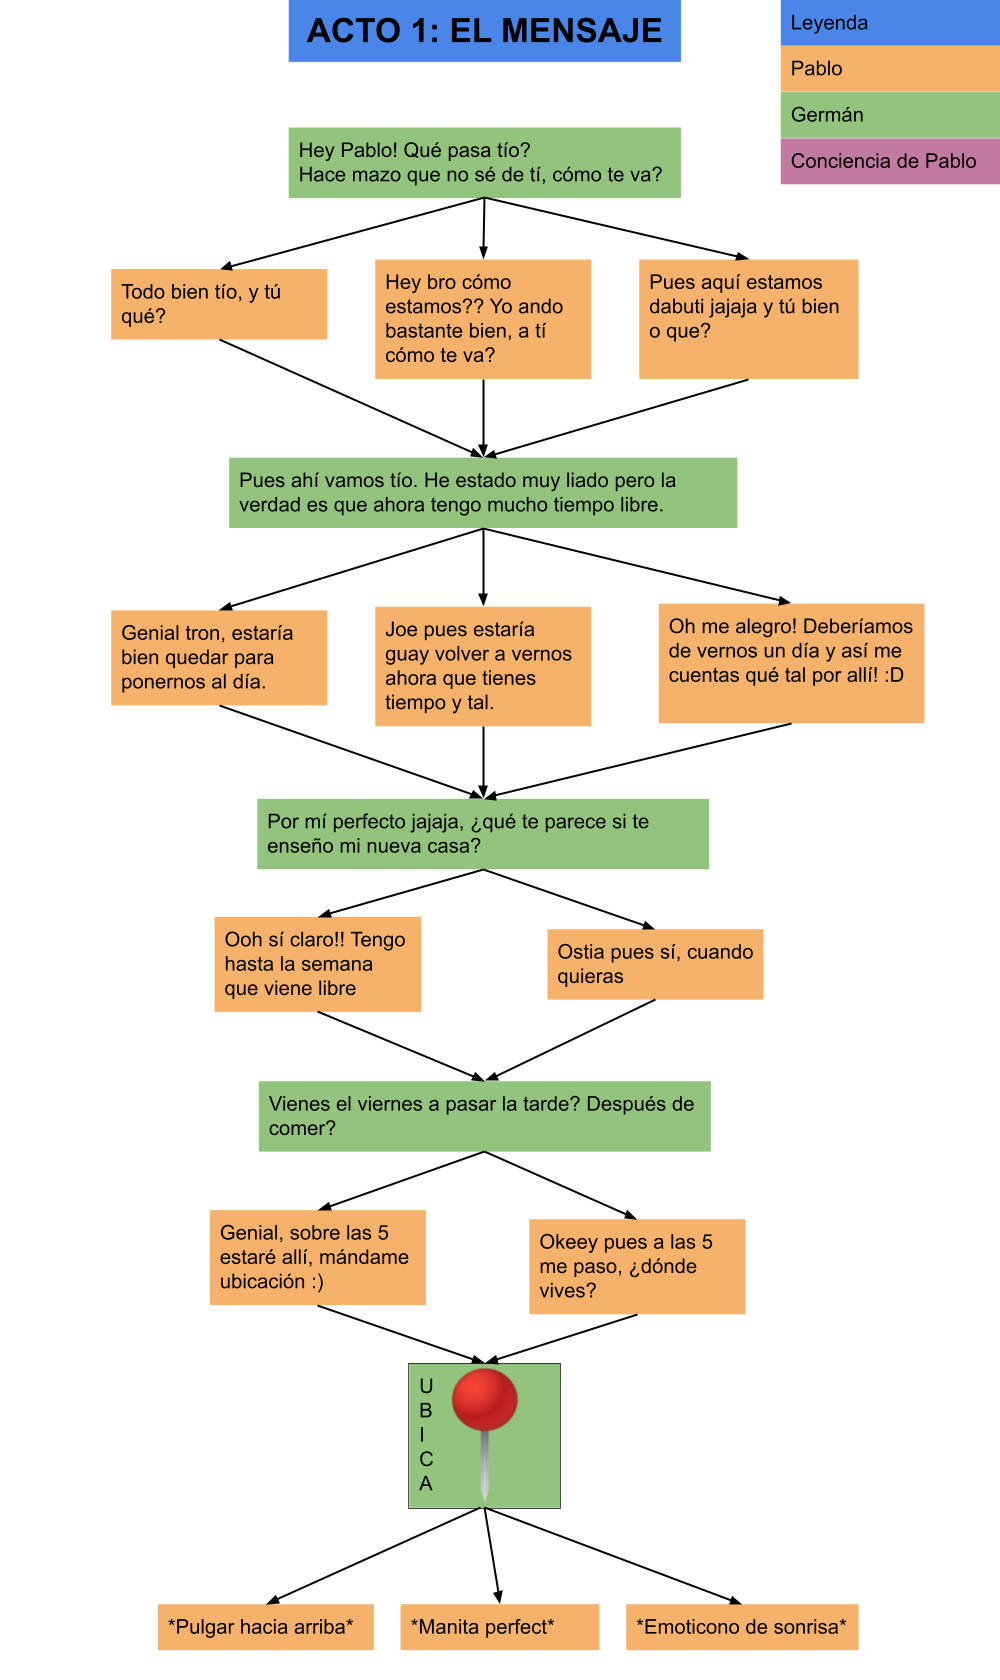 ACTO 1: EL MENSAJE
Leyenda
Pablo
Germán
Conciencia de Pablo
Hey Pablo! Qué pasa tío?
Hace mazo que no sé de tí, cómo te va?
Todo bien tío, y tú
qué?
Hey bro cómo
estamos?? Yo ando
bastante bien, a tí
cómo te va?
Pues aquí estamos
dabuti jajaja y tú bien
o que?
Pues ahí vamos tío. He estado muy liado pero la
verdad es que ahora tengo mucho tiempo libre.
Genial tron, estaría
bien quedar para
ponernos al día.
Joe pues estaría
guay volver a vernos
ahora que tienes
tiempo y tal.
Oh me alegro! Deberíamos
de vernos un día y así me
cuentas qué tal por allí! :D
Por mí perfecto jajaja, ¿qué te parece si te
enseño mi nueva casa?
Ooh sí claro!! Tengo
hasta la semana
que viene libre
Ostia pues sí, cuando
quieras
Vienes el viernes a pasar la tarde? Después de
comer?
Genial, sobre las 5
estaré allí, mándame
ubicación :)
Okeey pues a las 5
me paso, ¿dónde
vives?
U
B
I
C
A
*Pulgar hacia arriba*
*Manita perfect*
*Emoticono de sonrisa*